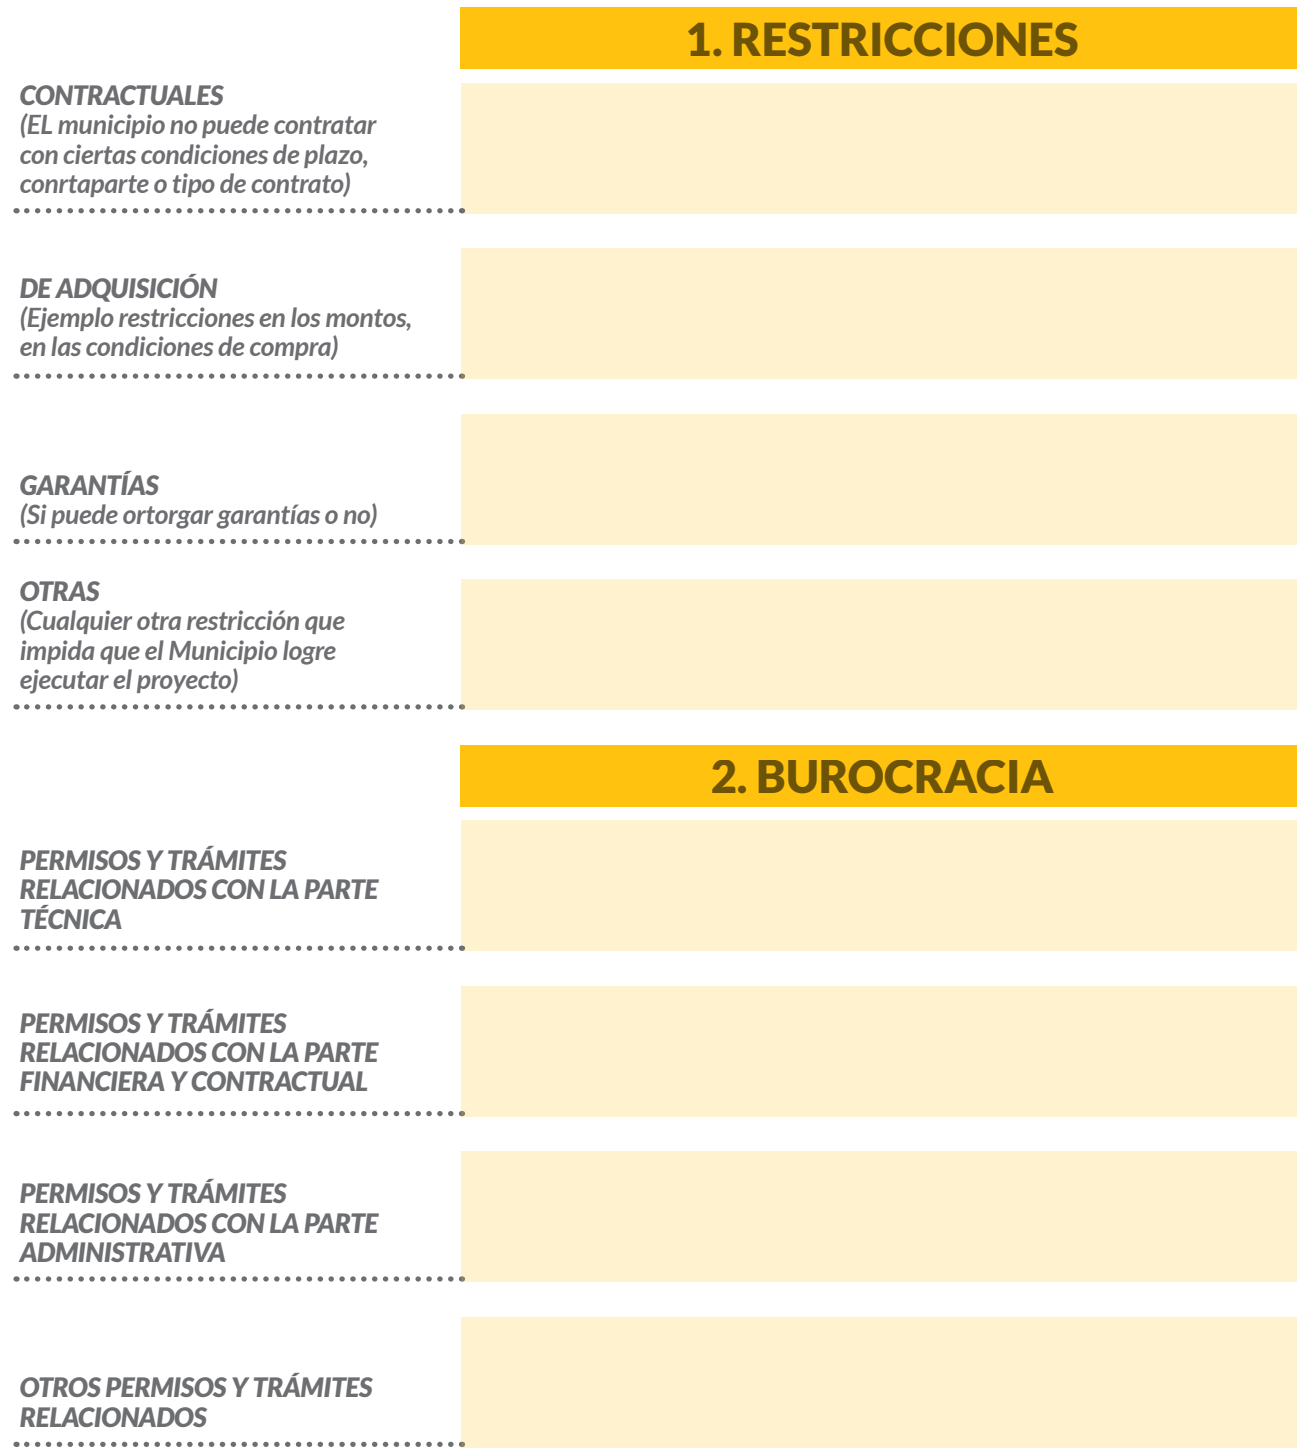 1. RESTRICCIONES
CONTRACTUALES
(EL municipio no puede contratar
con ciertas condiciones de plazo,
conrtaparte o tipo de contrato)
DE ADQUISICIÓN
(Ejemplo restricciones en los montos,
en las condiciones de compra)
GARANTÍAS
(Si puede ortorgar garantías o no)
OTRAS
(Cualquier otra restricción que
impida que el Municipio logre
ejecutar el proyecto)
2. BUROCRACIA
PERMISOS Y TRÁMITES
RELACIONADOS CON LA PARTE
TÉCNICA
PERMISOS Y TRÁMITES
RELACIONADOS CON LA PARTE
FINANCIERA Y CONTRACTUAL
PERMISOS Y TRÁMITES
RELACIONADOS CON LA PARTE
ADMINISTRATIVA
OTROS PERMISOS Y TRÁMITES
RELACIONADOS